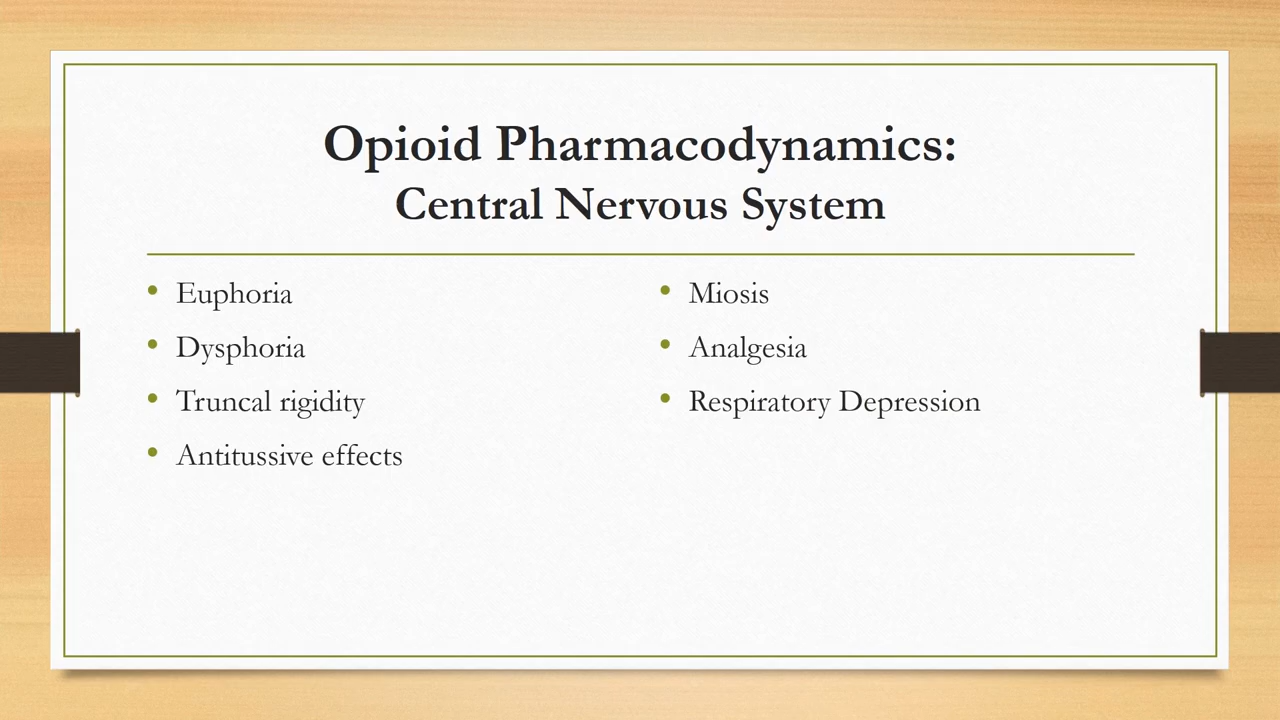 Opioid Pharmacodynamics:
Central Nervous System
• Euphoria
• Dysphoria
• Truncal rigidity
• Antitussive effects
• Miosis
• Analgesia
• Respiratory Depression